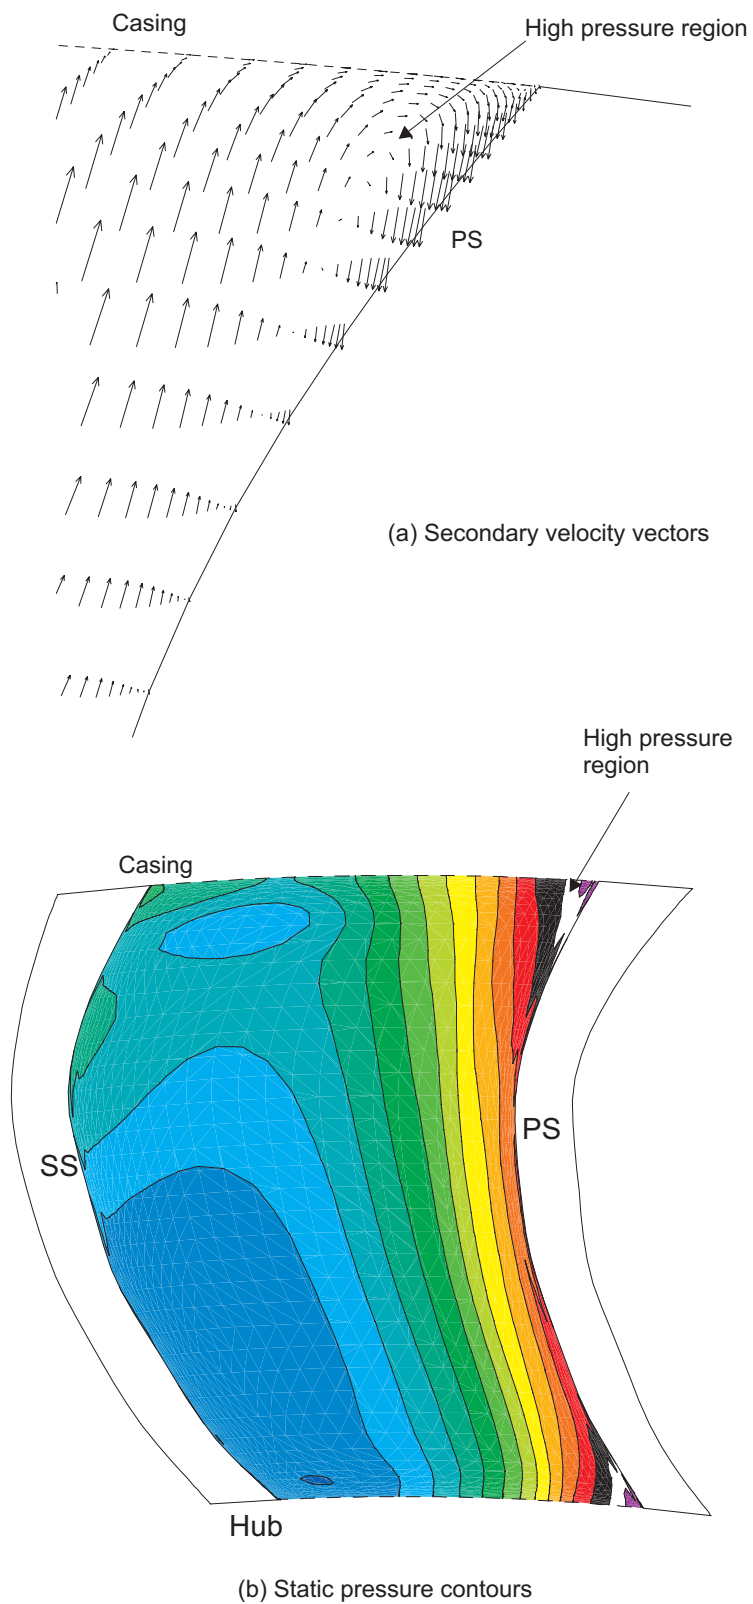 Casing
High pressure region
PS
(a) Secondary velocity vectors
High pressure
region
Casing
PS
SS
Hub
(b) Static pressure contours